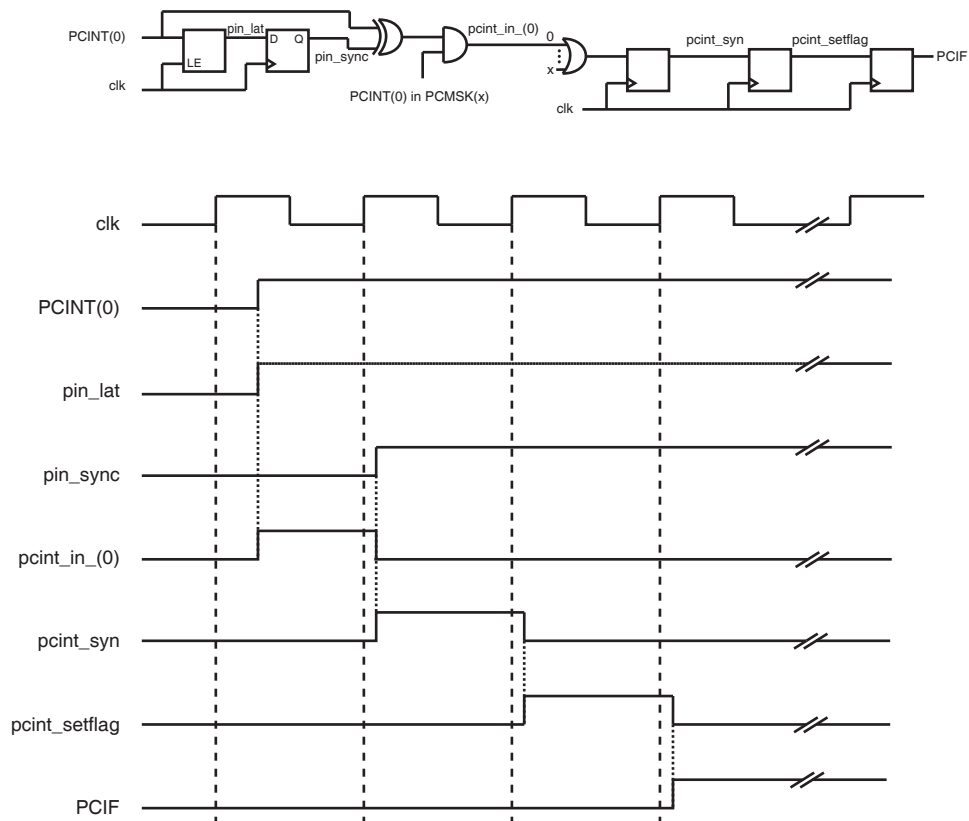 PCINT(0)
pin_lat
D Q
LE
pin_sync
clk
pcint_in_(0)
0
x
PCINT(0) in PCMSK(x)
pcint_syn
pcint_setflag
PCIF
clk
clk
PCINT(0)
pin_lat
pin_sync
pcint_in_(0)
pcint_syn
pcint_setflag
PCIF